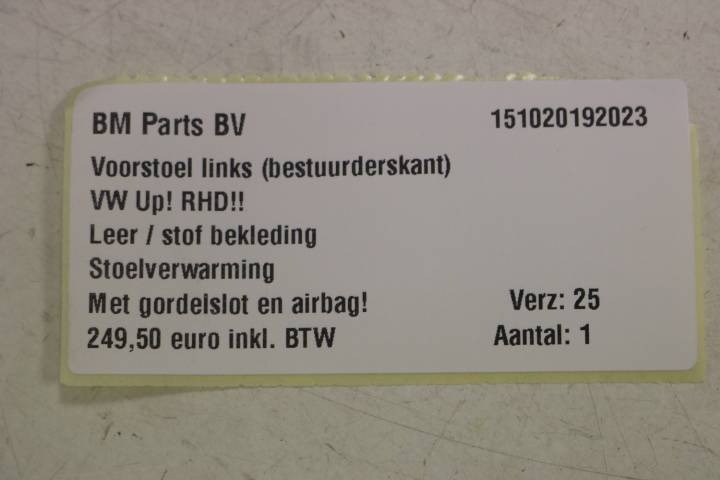 BM Parts BV 151020192023
Voorstoel links (bestuurderskant)
VW Up! RHD!!
Leer / stof bekleding
Stoelverwarming
Met gordelslot en airbag! Verz: 25
249,50 euro inkl. BTW Aantal: 1